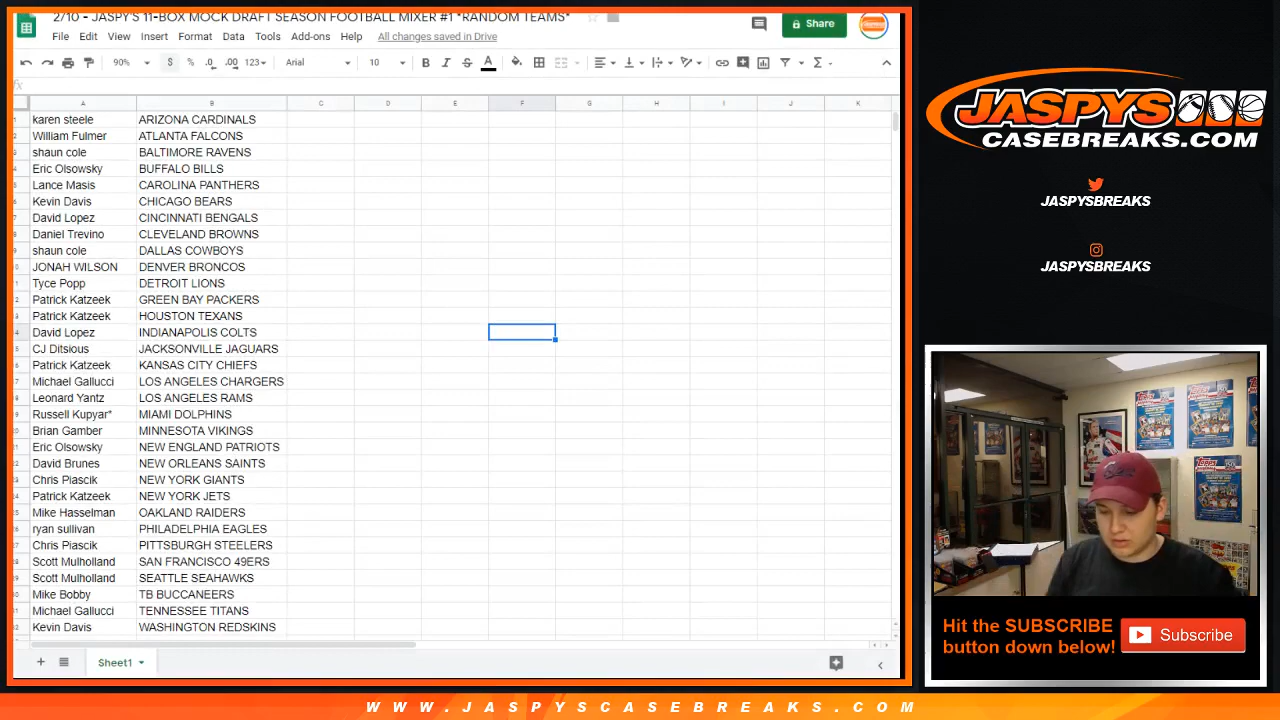 2/10 - JASPY'S 11-BOX MOCK DRAFT SEASON FOOTBALL MIXER #1 *RANDOM TEAMS*
File Edit View Insert Format Data Tools Add-ons Help All changes saved in Drive
Share
90% $ % .0 .00 123 Arial 10 B I S A
fx
A B C D E F G H I J K
karen steele ARIZONA CARDINALS
William Fulmer ATLANTA FALCONS
shaun cole BALTIMORE RAVENS
Eric Olsowsky BUFFALO BILLS
Lance Masis CAROLINA PANTHERS
Kevin Davis CHICAGO BEARS
David Lopez CINCINNATI BENGALS
Daniel Trevino CLEVELAND BROWNS
shaun cole DALLAS COWBOYS
JONAH WILSON DENVER BRONCOS
Tyce Popp DETROIT LIONS
Patrick Katzeek GREEN BAY PACKERS
Patrick Katzeek HOUSTON TEXANS
David Lopez INDIANAPOLIS COLTS
CJ Ditsious JACKSONVILLE JAGUARS
Patrick Katzeek KANSAS CITY CHIEFS
Michael Gallucci LOS ANGELES CHARGERS
Leonard Yantz LOS ANGELES RAMS
Russell Kupyar* MIAMI DOLPHINS
Brian Gamber MINNESOTA VIKINGS
Eric Olsowsky NEW ENGLAND PATRIOTS
David Brunes NEW ORLEANS SAINTS
Chris Piascik NEW YORK GIANTS
Patrick Katzeek NEW YORK JETS
Mike Hasselman OAKLAND RAIDERS
ryan sullivan PHILADELPHIA EAGLES
Chris Piascik PITTSBURGH STEELERS
Scott Mulholland SAN FRANCISCO 49ERS
Scott Mulholland SEATTLE SEAHAWKS
Mike Bobby TB BUCCANEERS
Michael Gallucci TENNESSEE TITANS
Kevin Davis WASHINGTON REDSKINS
Sheet1
JASPYS
CASEBREAKS.COM
JASPYSBREAKS
JASPYSBREAKS
Topps
Topps
Topps
Hit the SUBSCRIBE
button down below!
Subscribe
WWW.JASPYSCASEBREAKS.COM